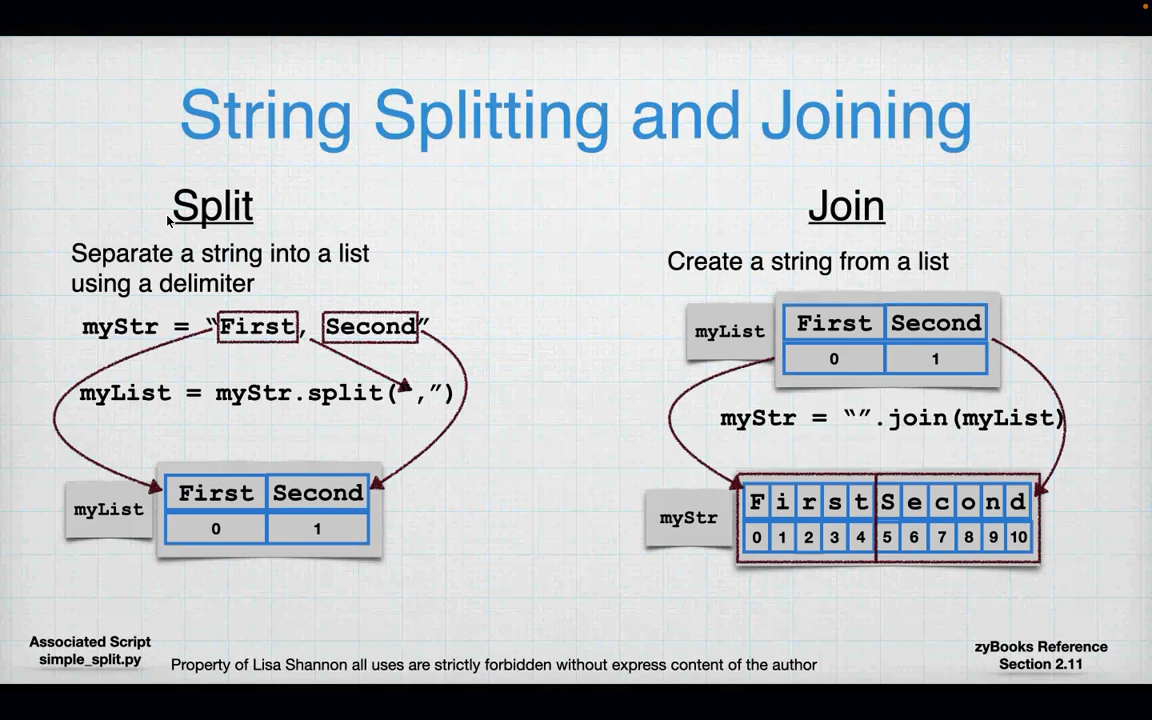 String Splitting and Joining
Split
Separate a string into a list
using a delimiter
myStr = “First, Second”
myList = myStr.split(“,”)
myList
First Second
0 1
Join
Create a string from a list
myList
First Second
0 1
myStr = “”.join(myList)
myStr
F i r s t S e c o n d
0 1 2 3 4 5 6 7 8 9 10
Associated Script
simple_split.py
Property of Lisa Shannon all uses are strictly forbidden without express content of the author
zyBooks Reference
Section 2.11